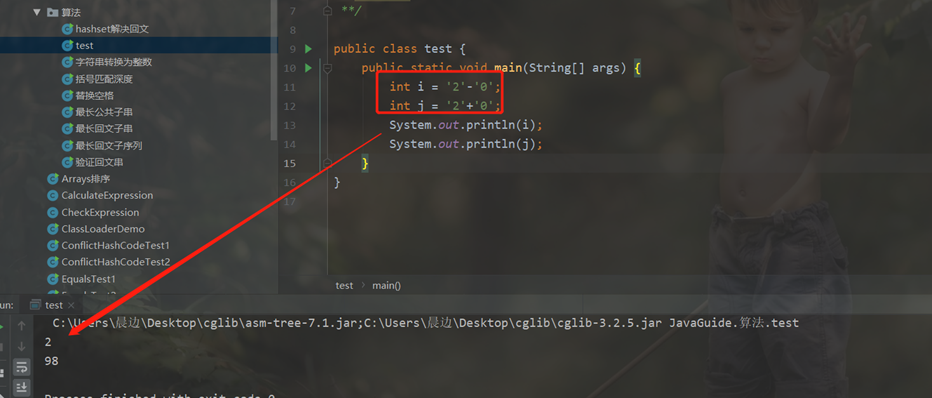 算法
hashset解决回文
test
字符串转换为整数
括号匹配深度
替换空格
最长公共子串
最长回文子串
最长回文子序列
验证回文串
Arrays排序
CalculateExpression
CheckExpression
ClassLoaderDemo
ConflictHashCodeTest1
ConflictHashCodeTest2
EqualsTest1
7 **/
8
9 public class test {
10 public static void main(String[] args) {
11 int i = '2'-'0';
12 int j = '2'+'0';
13 System.out.println(i);
14 System.out.println(j);
15 }
16 }
17
test › main()
un: test ×
C:\Users\晨边\Desktop\cglib\asm-tree-7.1.jar;C:\Users\晨边\Desktop\cglib\cglib-3.2.5.jar JavaGuide.算法.test
2
98
Process finished with exit code 0